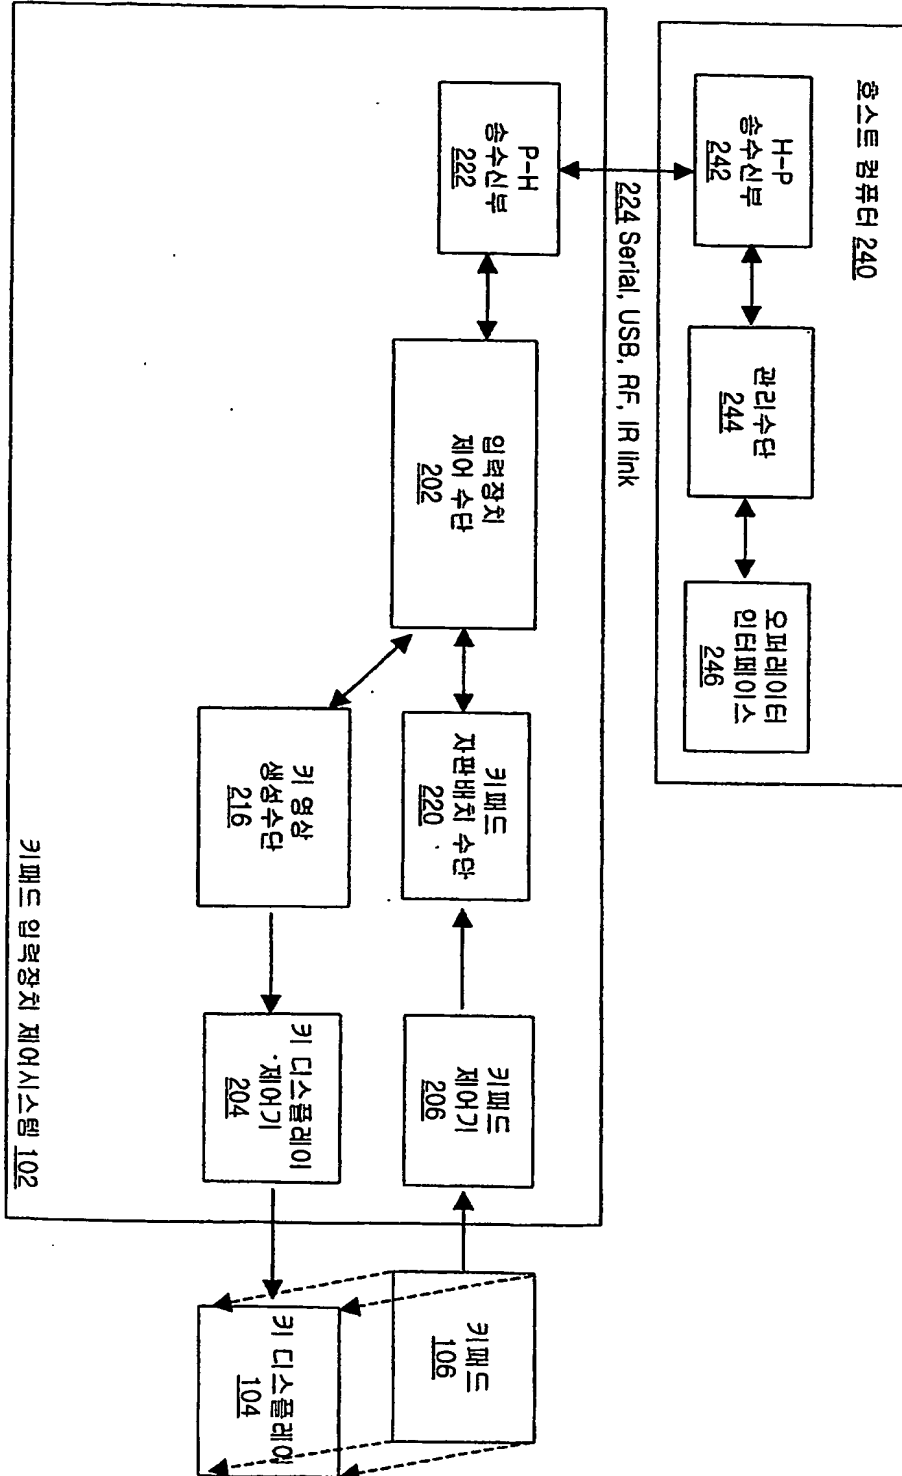 호스트 컴퓨터 240
H-P
송수신부
242
관리수단
244
오퍼레이터
인터페이스
246
224 Serial, USB, RF, IR link
P-H
송수신부
222
입력장치
제어 수단
202
키패드
자판배치 수단
220
키패드
제어기
206
키패드
106
키 영상
생성수단
216
키 디스플레이
제어기
204
키 디스플레이
104
키패드 입력장치 제어시스템 102